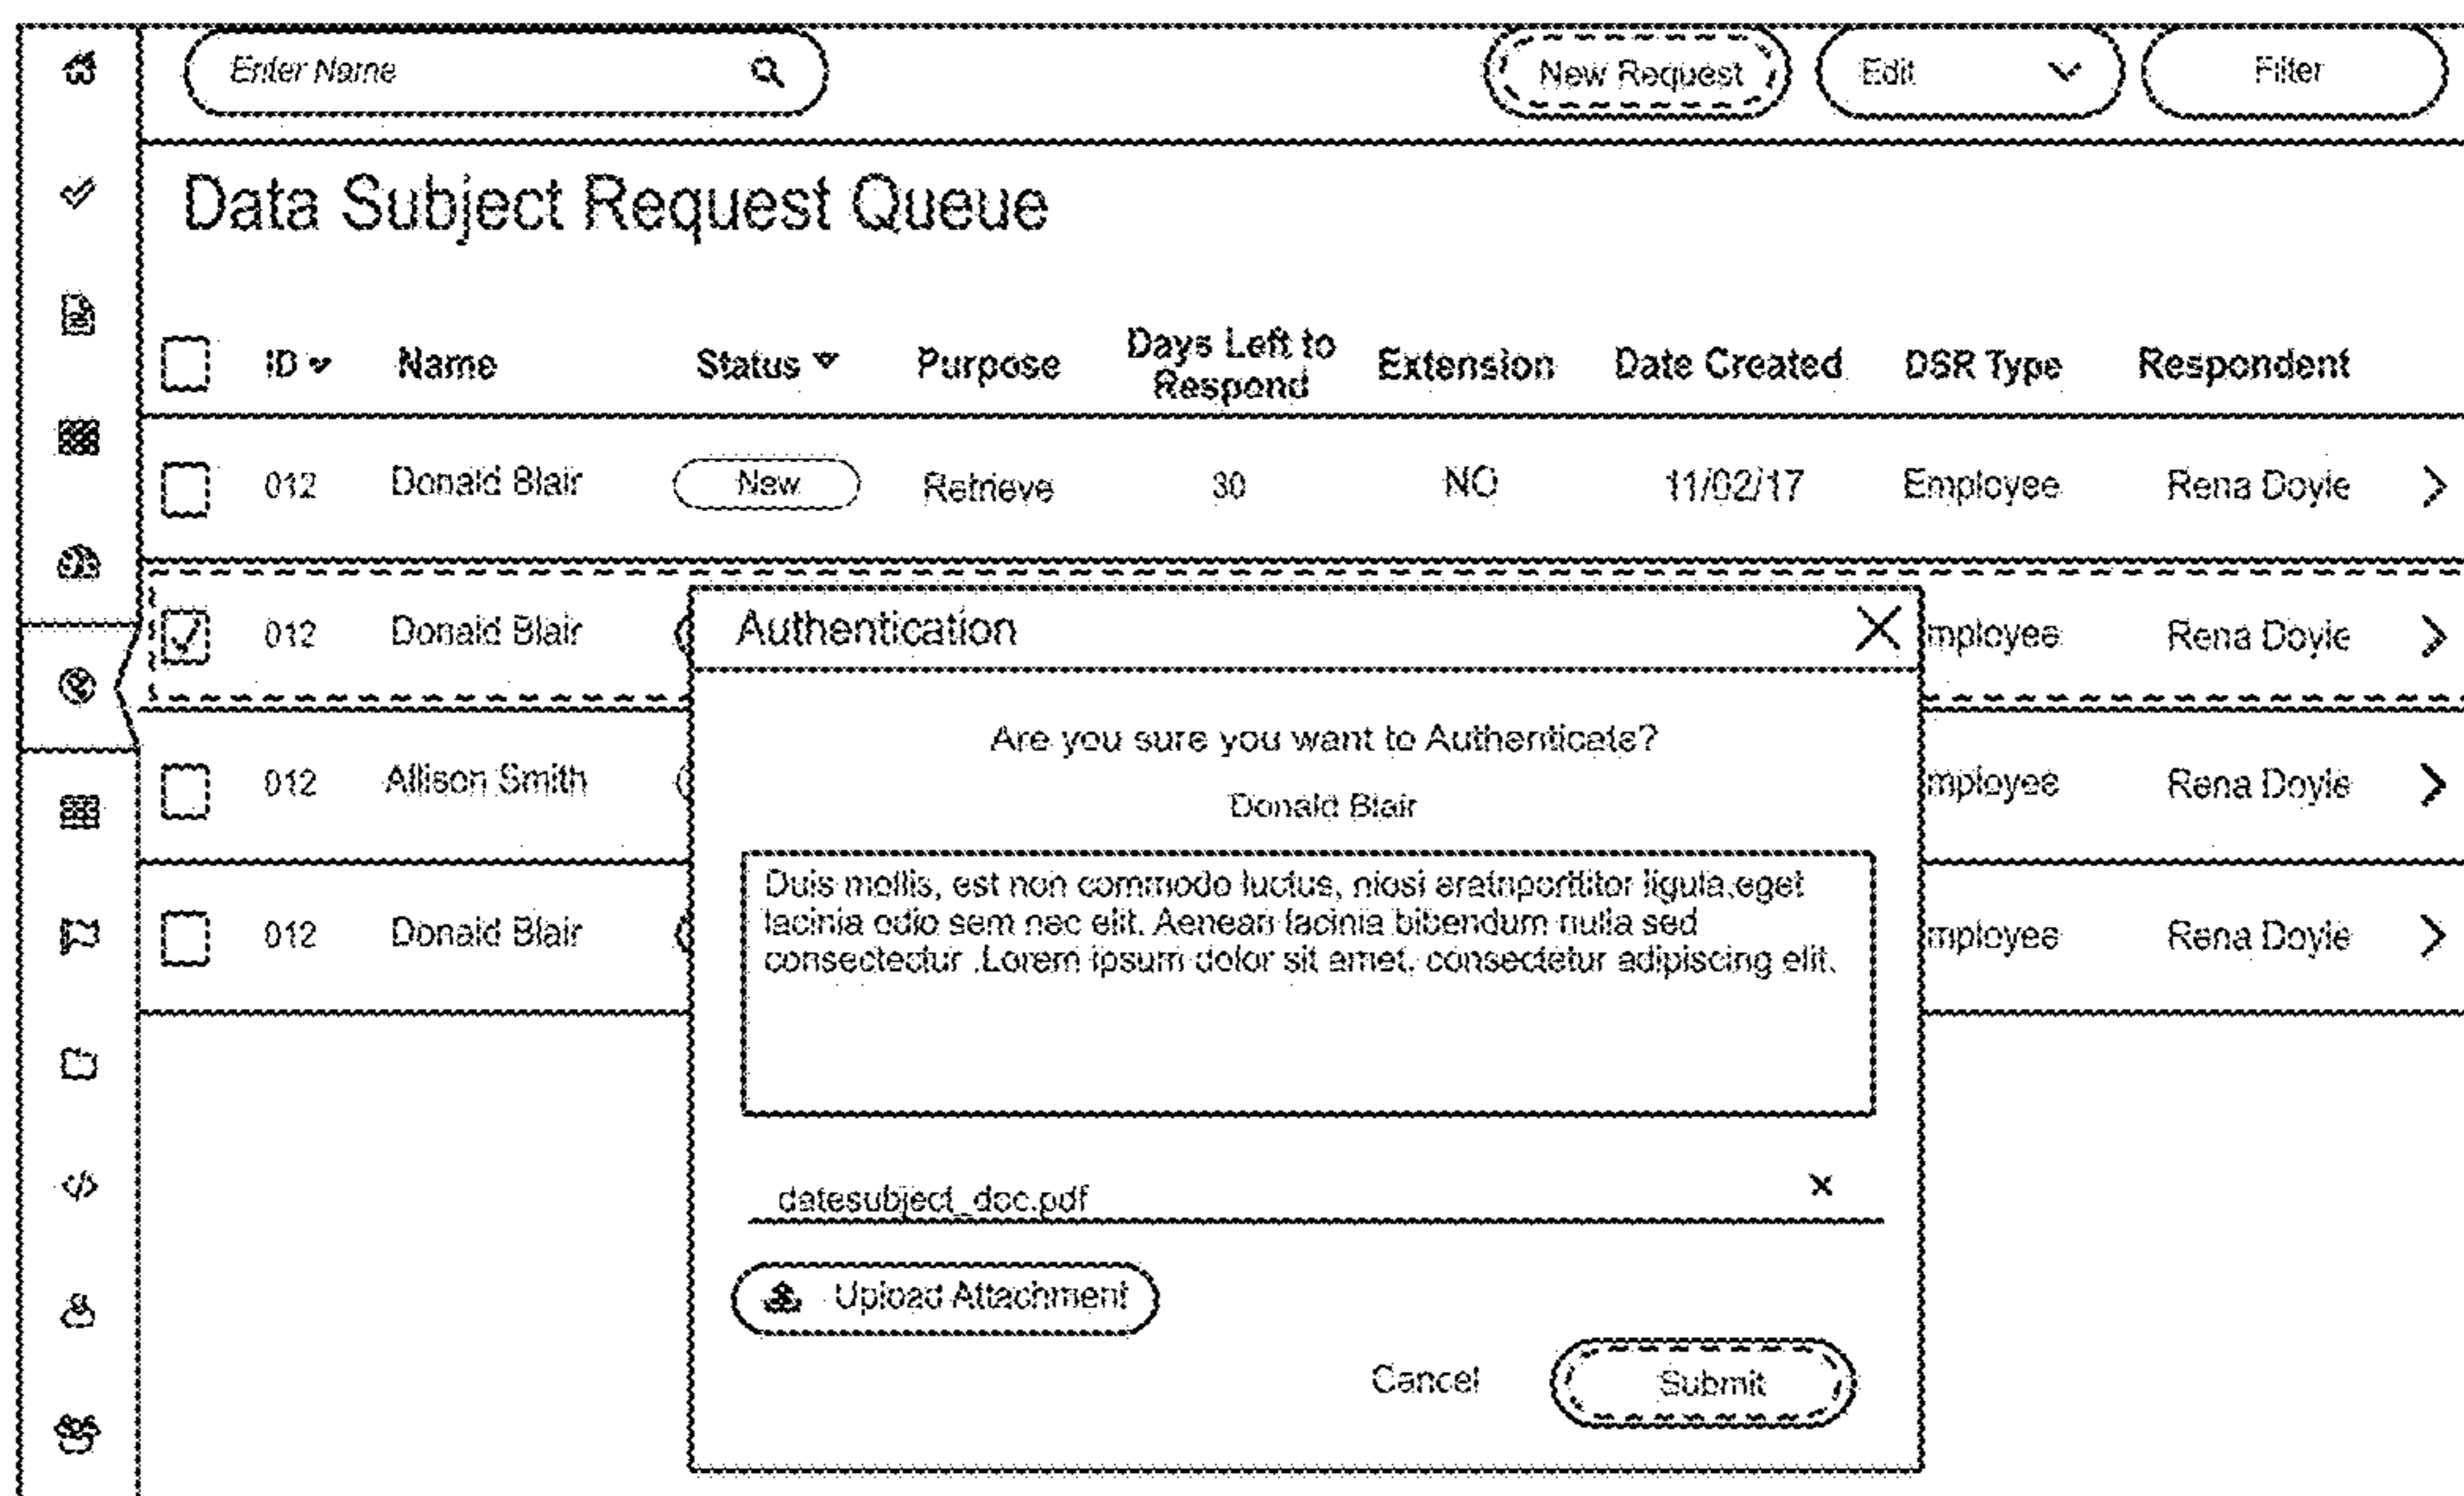 Enter Name
New Request
Edit
Filter
Data Subject Request Queue
ID Name Status Purpose Days Left to Respond Extension Date Created DSR Type Respondent
012 Donald Blair New Retrieve 30 NO 11/02/17 Employee Rena Doyle
012 Donald Blair mployee Rena Doyle
012 Allison Smith mployee Rena Doyle
012 Donald Blair mployee Rena Doyle
Authentication
Are you sure you want to Authenticate?
Donald Blair
Duis mollis, est non commodo luctus, niosi eratnporttitor ligula,eget
lacinia odio sem nec elit. Aenean lacinia bibendum nulla sed
consectectur .Lorem ipsum dolor sit amet, consectetur adipiscing elit.
datesubject_doc.pdf
Upload Attachment
Cancel
Submit